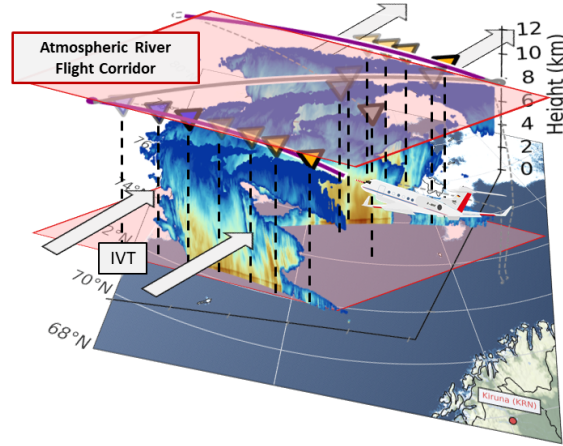 Atmospheric River
Flight Corridor
12
10
8
6
4
2
0
Height (km)
IVT
70°N
68°N
Kiruna (KRN)